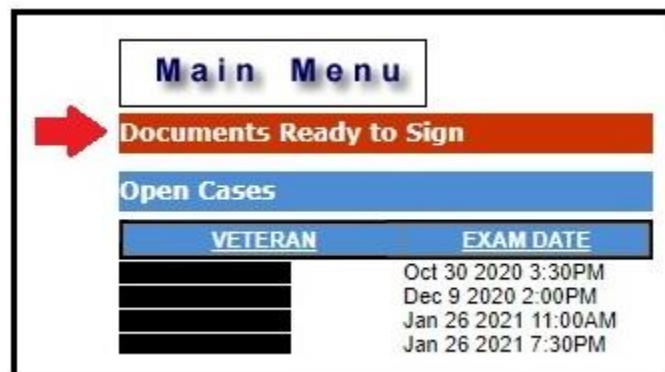 Main Menu
Documents Ready to Sign
Open Cases
VETERAN EXAM DATE
Oct 30 2020 3:30PM
Dec 9 2020 2:00PM
Jan 26 2021 11:00AM
Jan 26 2021 7:30PM